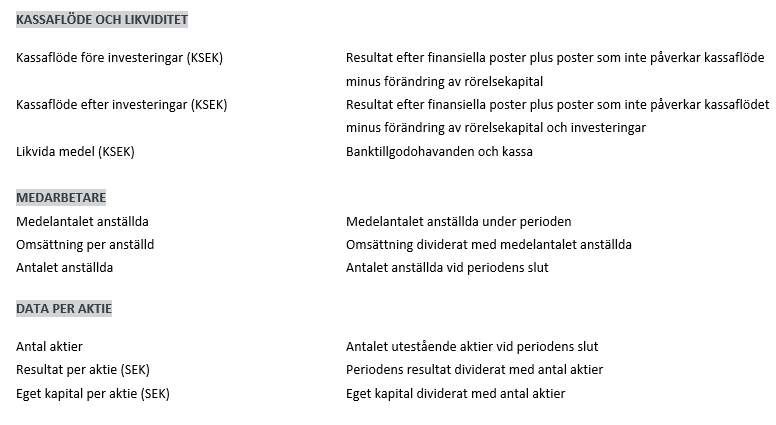 KASSAFLÖDE OCH LIKVIDITET
Kassaflöde före investeringar (KSEK) Resultat efter finansiella poster plus poster som inte påverkar kassaflöde
minus förändring av rörelsekapital
Kassaflöde efter investeringar (KSEK) Resultat efter finansiella poster plus poster som inte påverkar kassaflödet
minus förändring av rörelsekapital och investeringar
Likvida medel (KSEK) Banktillgodohavanden och kassa
MEDARBETARE
Medelantalet anställda Medelantalet anställda under perioden
Omsättning per anställd Omsättning dividerat med medelantalet anställda
Antalet anställda Antalet anställda vid periodens slut
DATA PER AKTIE
Antal aktier Antalet utestående aktier vid periodens slut
Resultat per aktie (SEK) Periodens resultat dividerat med antal aktier
Eget kapital per aktie (SEK) Eget kapital dividerat med antal aktier